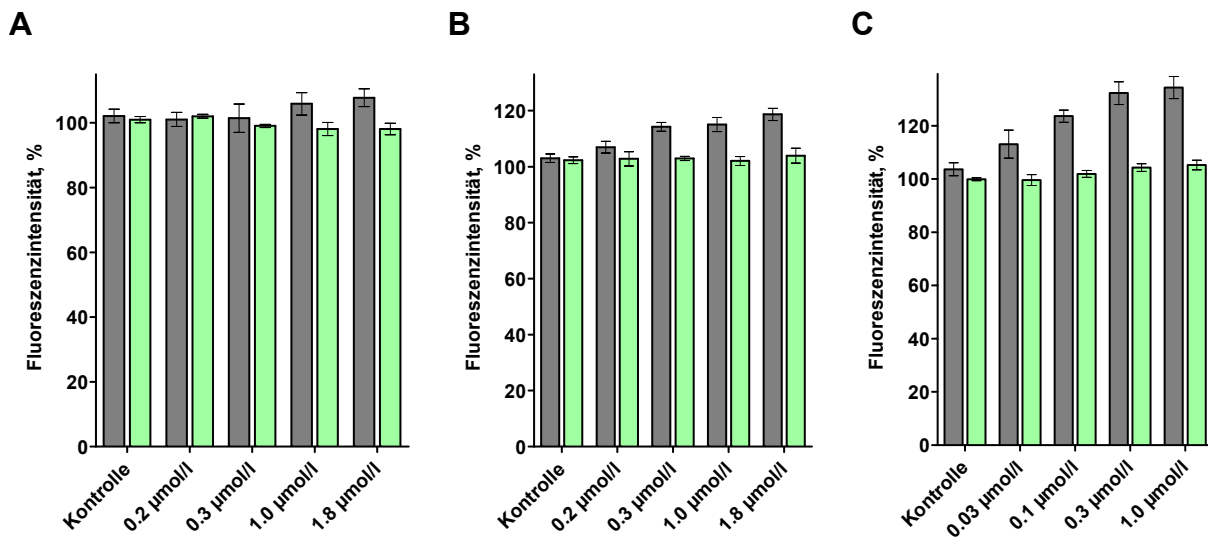 A
Fluoreszenzintensität, %
100
80
60
40
20
0
Kontrolle
0.2 µmol/l
0.3 µmol/l
1.0 µmol/l
1.8 µmol/l
B
Fluoreszenzintensität, %
120
100
80
60
40
20
0
Kontrolle
0.2 µmol/l
0.3 µmol/l
1.0 µmol/l
1.8 µmol/l
C
Fluoreszenzintensität, %
120
100
80
60
40
20
0
Kontrolle
0.03 µmol/l
0.1 µmol/l
0.3 µmol/l
1.0 µmol/l